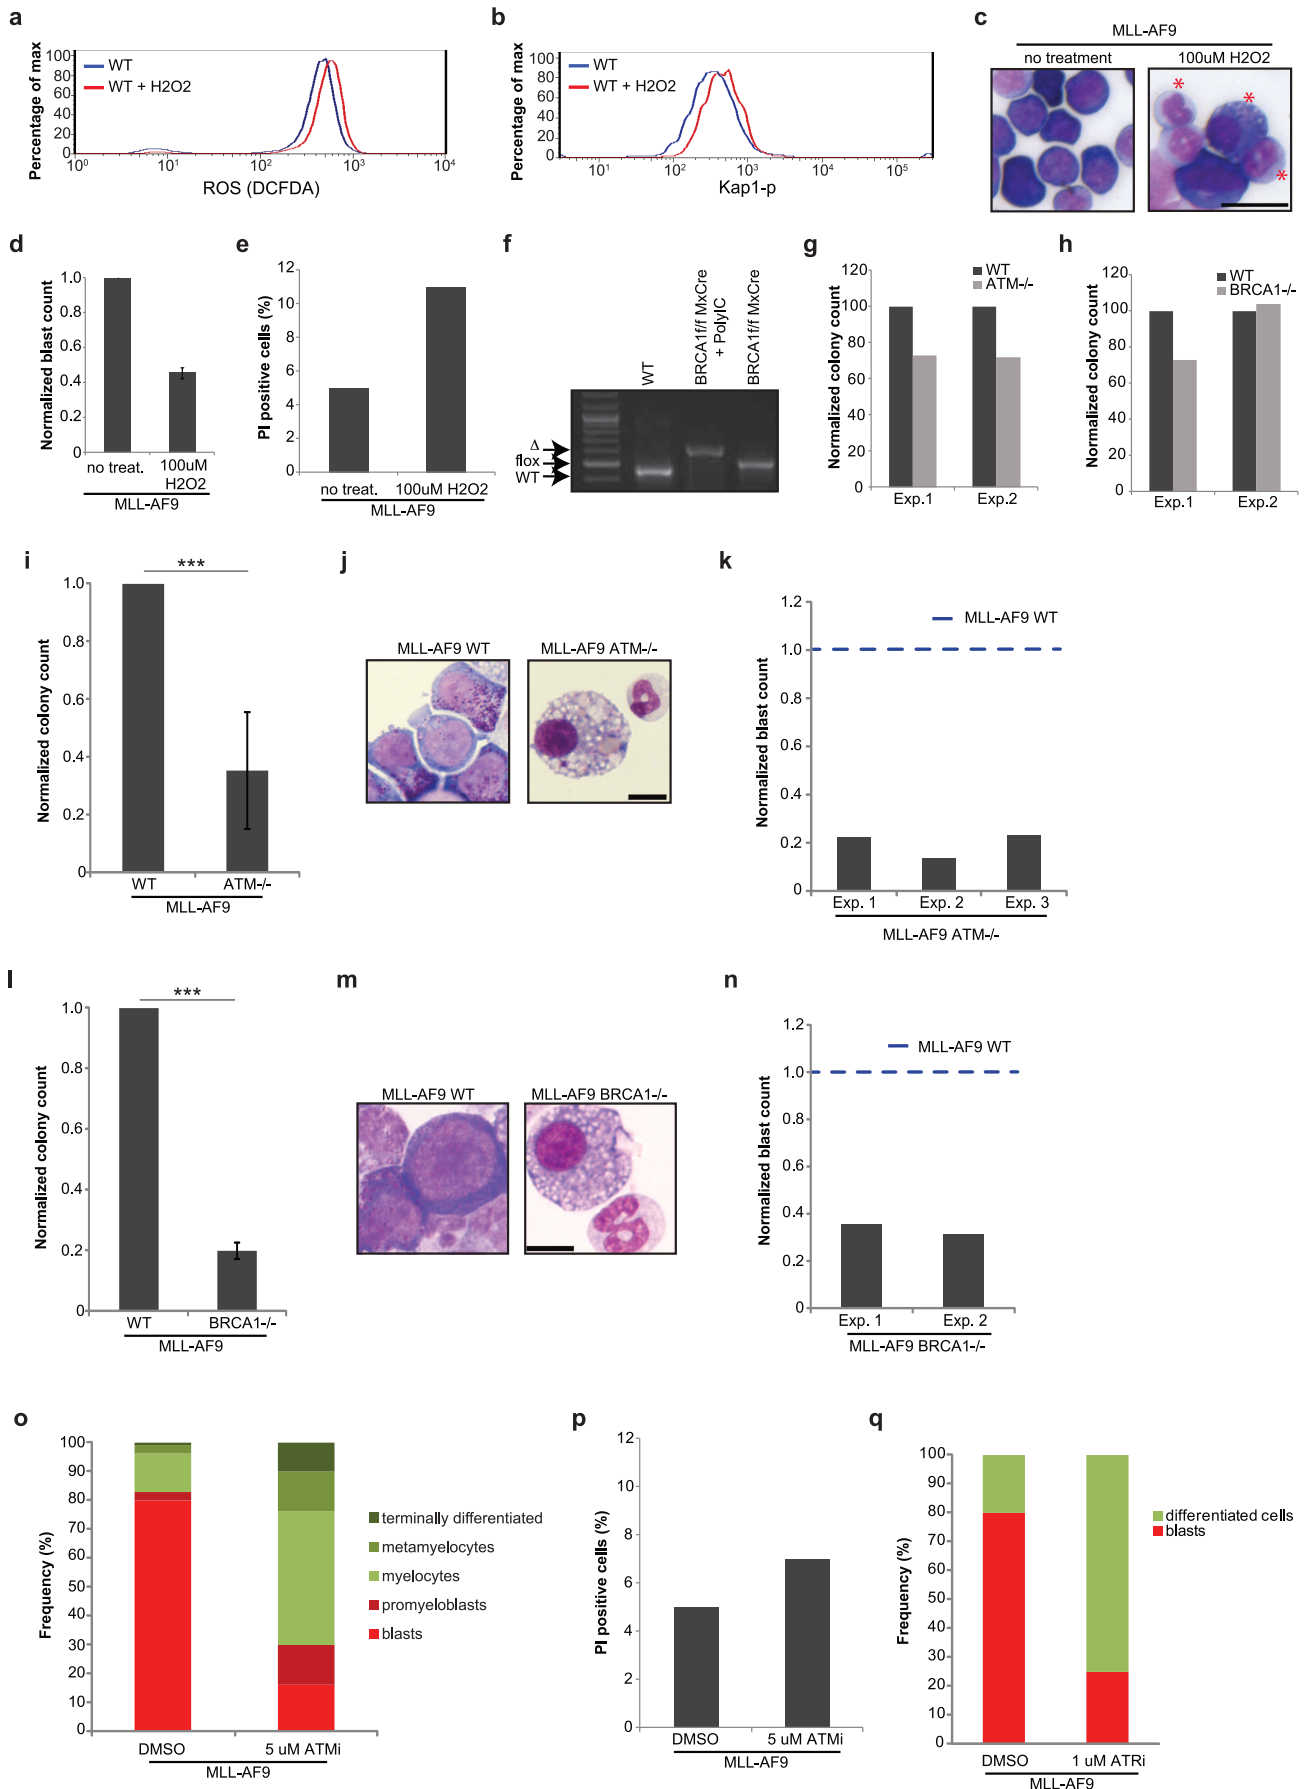 a
Percentage of max
100
80
60
40
20
0
WT
WT + H2O2
10⁰ 10¹ 10² 10³ 10⁴
ROS (DCFDA)
b
Percentage of max
100
80
60
40
20
0
WT
WT + H2O2
10¹ 10² 10³ 10⁴ 10⁵
Kap1-p
c
MLL-AF9
no treatment 100uM H2O2
* * *
d
Normalized blast count
1.0
0.8
0.6
0.4
0.2
0
no treat. 100uM
H2O2
MLL-AF9
e
PI positive cells (%)
12
10
8
6
4
2
0
no treat. 100uM H2O2
MLL-AF9
f
WT
BRCA1f/f MxCre
+ PolyIC
BRCA1f/f MxCre
Δ
flox
WT
g
Normalized colony count
120
100
80
60
40
20
0
WT
ATM-/-
Exp.1 Exp.2
h
Normalized colony count
120
100
80
60
40
20
0
WT
BRCA1-/-
Exp.1 Exp.2
i
Normalized colony count
1.0
0.8
0.6
0.4
0.2
0
***
WT ATM-/-
MLL-AF9
j
MLL-AF9 WT MLL-AF9 ATM-/-
k
Normalized blast count
1.2
1.0
0.8
0.6
0.4
0.2
0
MLL-AF9 WT
Exp. 1 Exp. 2 Exp. 3
MLL-AF9 ATM-/-
l
Normalized colony count
1.0
0.8
0.6
0.4
0.2
0
***
WT BRCA1-/-
MLL-AF9
m
MLL-AF9 WT MLL-AF9 BRCA1-/-
n
Normalized blast count
1.2
1.0
0.8
0.6
0.4
0.2
0
MLL-AF9 WT
Exp. 1 Exp. 2
MLL-AF9 BRCA1-/-
o
Frequency (%)
100
90
80
70
60
50
40
30
20
10
0
terminally differentiated
metamyelocytes
myelocytes
promyeloblasts
blasts
DMSO 5 uM ATMi
MLL-AF9
p
PI positive cells (%)
12
10
8
6
4
2
0
DMSO 5 uM ATMi
MLL-AF9
q
Frequency (%)
100
90
80
70
60
50
40
30
20
10
0
differentiated cells
blasts
DMSO 1 uM ATRi
MLL-AF9